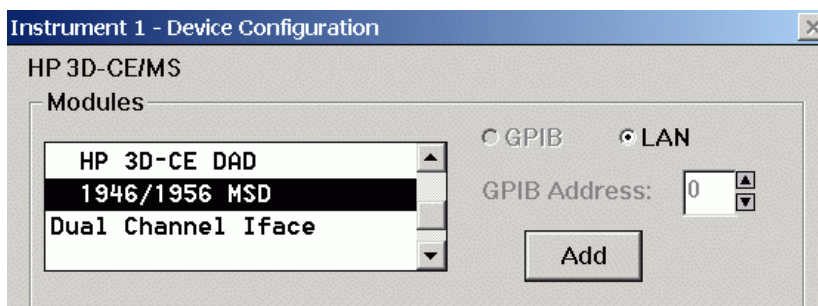 Instrument 1 - Device Configuration
HP 3D-CE/MS
Modules
GPIB LAN
HP 3D-CE DAD
1946/1956 MSD
GPIB Address: 0
Dual Channel Iface
Add